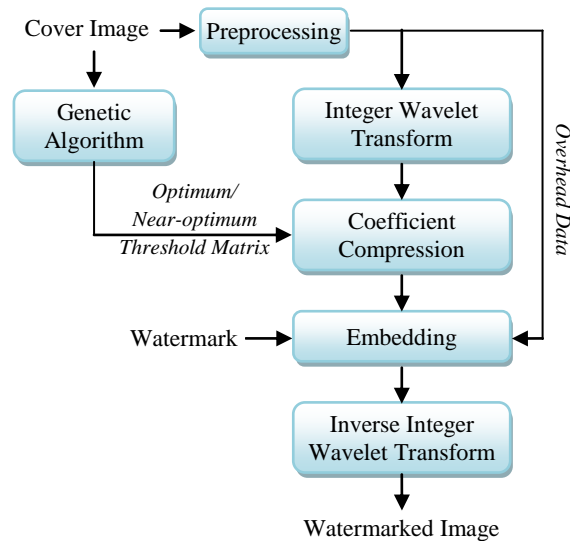 Cover Image
Preprocessing
Genetic
Algorithm
Integer Wavelet
Transform
Overhead Data
Optimum/
Near-optimum
Threshold Matrix
Coefficient
Compression
Watermark
Embedding
Inverse Integer
Wavelet Transform
Watermarked Image